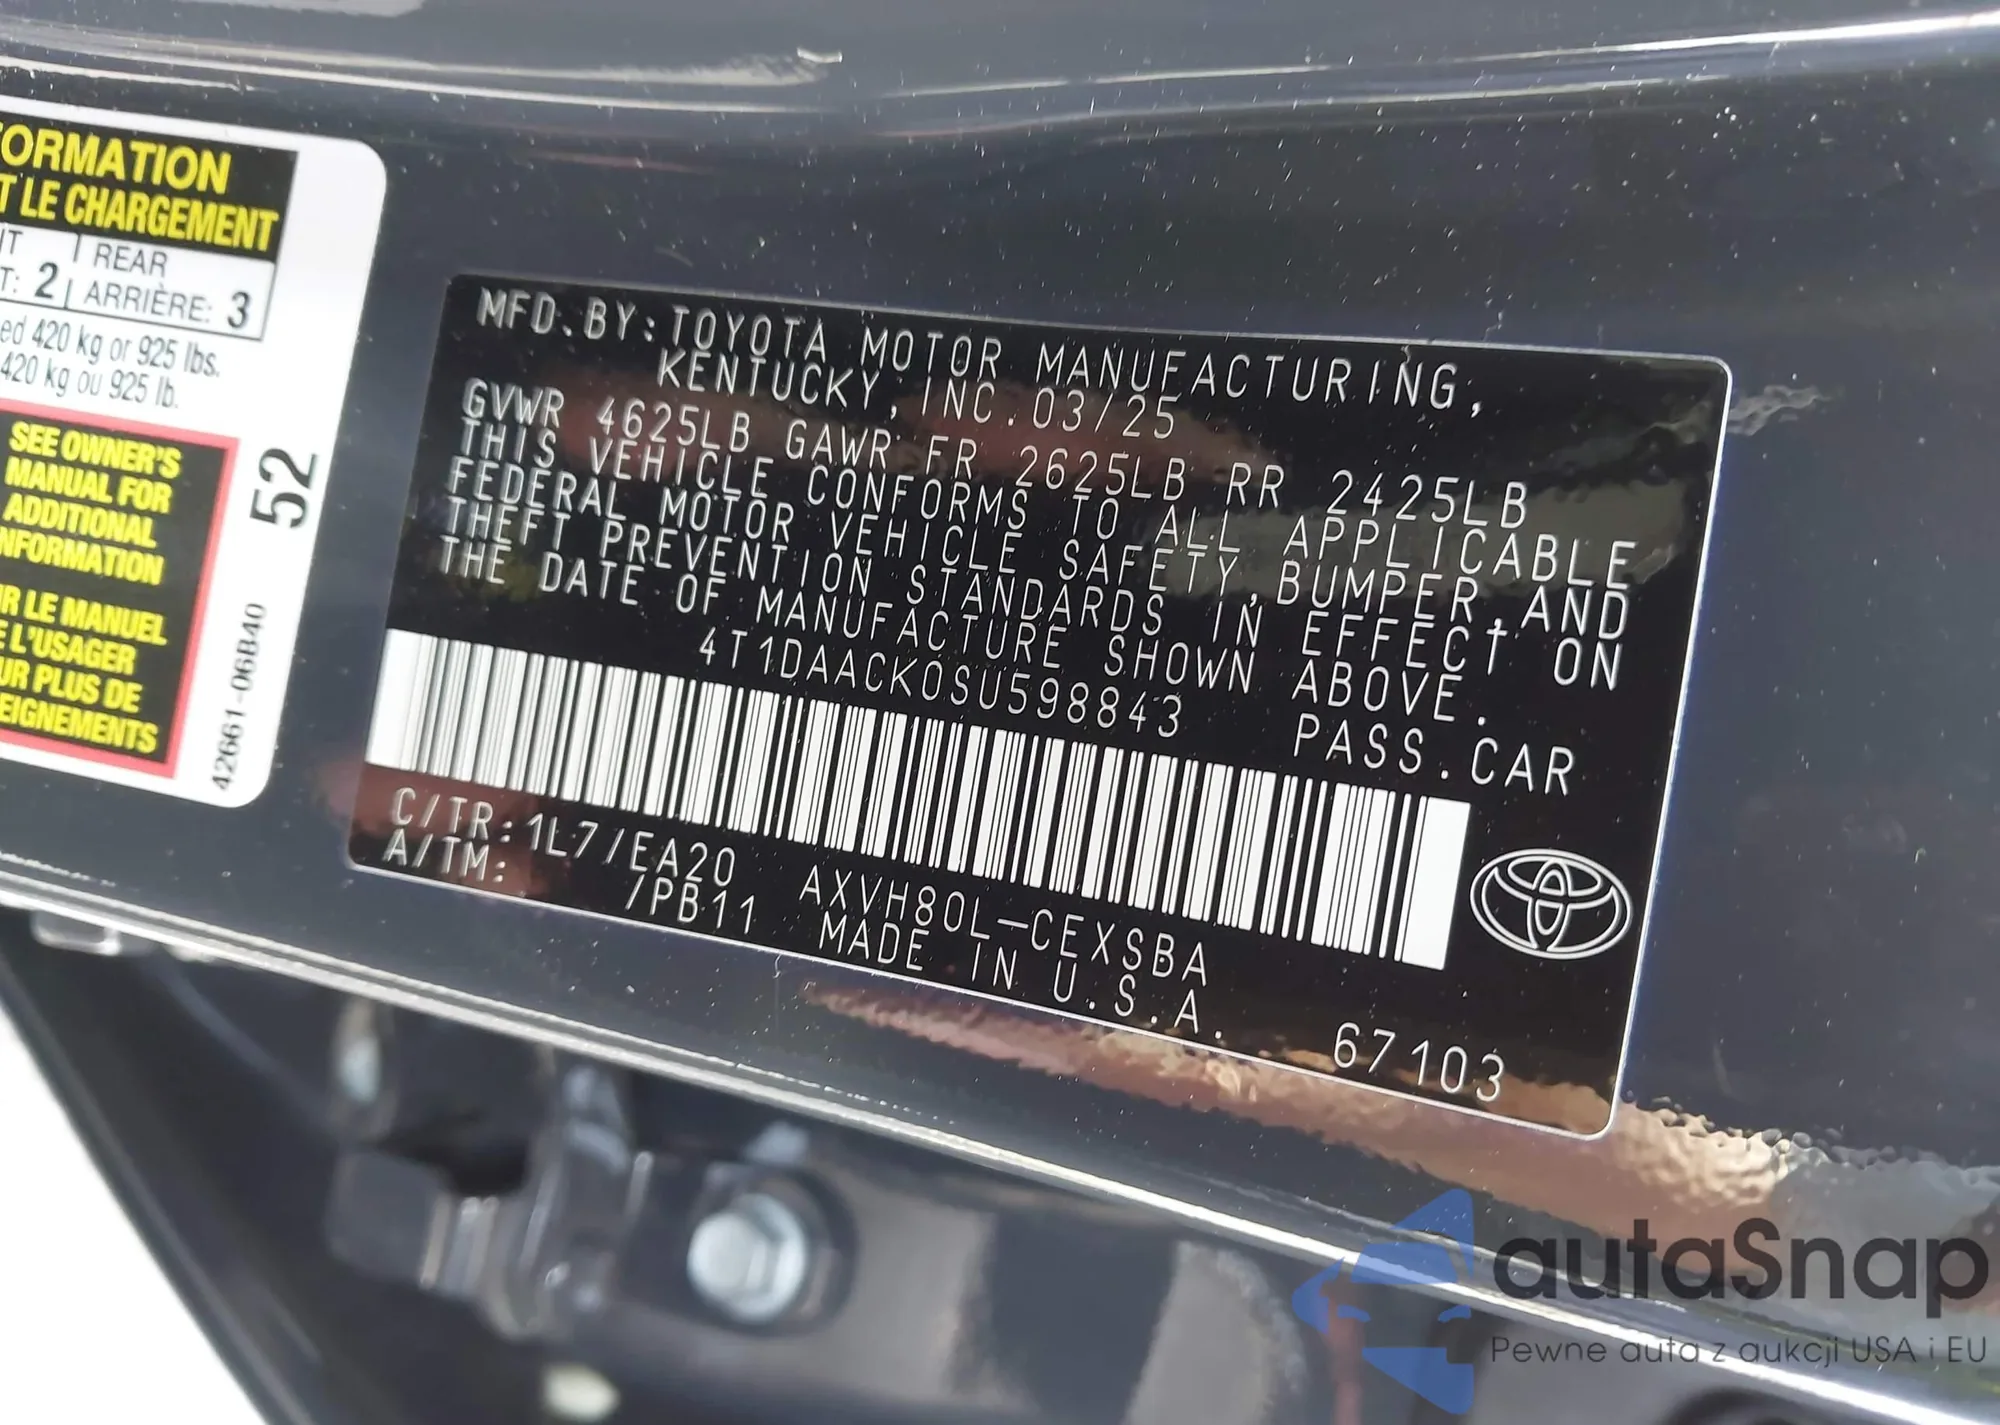 ORMATION
T LE CHARGEMENT
REAR
T: 2 ARRIÈRE: 3
ed 420 kg or 925 lbs.
420 kg ou 925 lb.
SEE OWNER'S
MANUAL FOR
ADDITIONAL
NFORMATION
R LE MANUEL
E L'USAGER
UR PLUS DE
EIGNEMENTS
52
42661-06B40
MFD.BY:TOYOTA MOTOR MANUFACTURING,
KENTUCKY,INC.03/25
GVWR 4625LB GAWR FR 2625LB RR 2425LB
THIS VEHICLE CONFORMS TO ALL APPLICABLE
FEDERAL MOTOR VEHICLE SAFETY,BUMPER,AND
THEFT PREVENTION STANDARDS IN EFFECT ON
THE DATE OF MANUFACTURE SHOWN ABOVE.
4T1DAACK0SU598843 PASS.CAR
C/TR:1L7/EA20 AXVH80L-CEXSBA
A/TM: /PB11 MADE IN U.S.A.
67103
autaSnap
Pewne auta z aukcji USA i EU